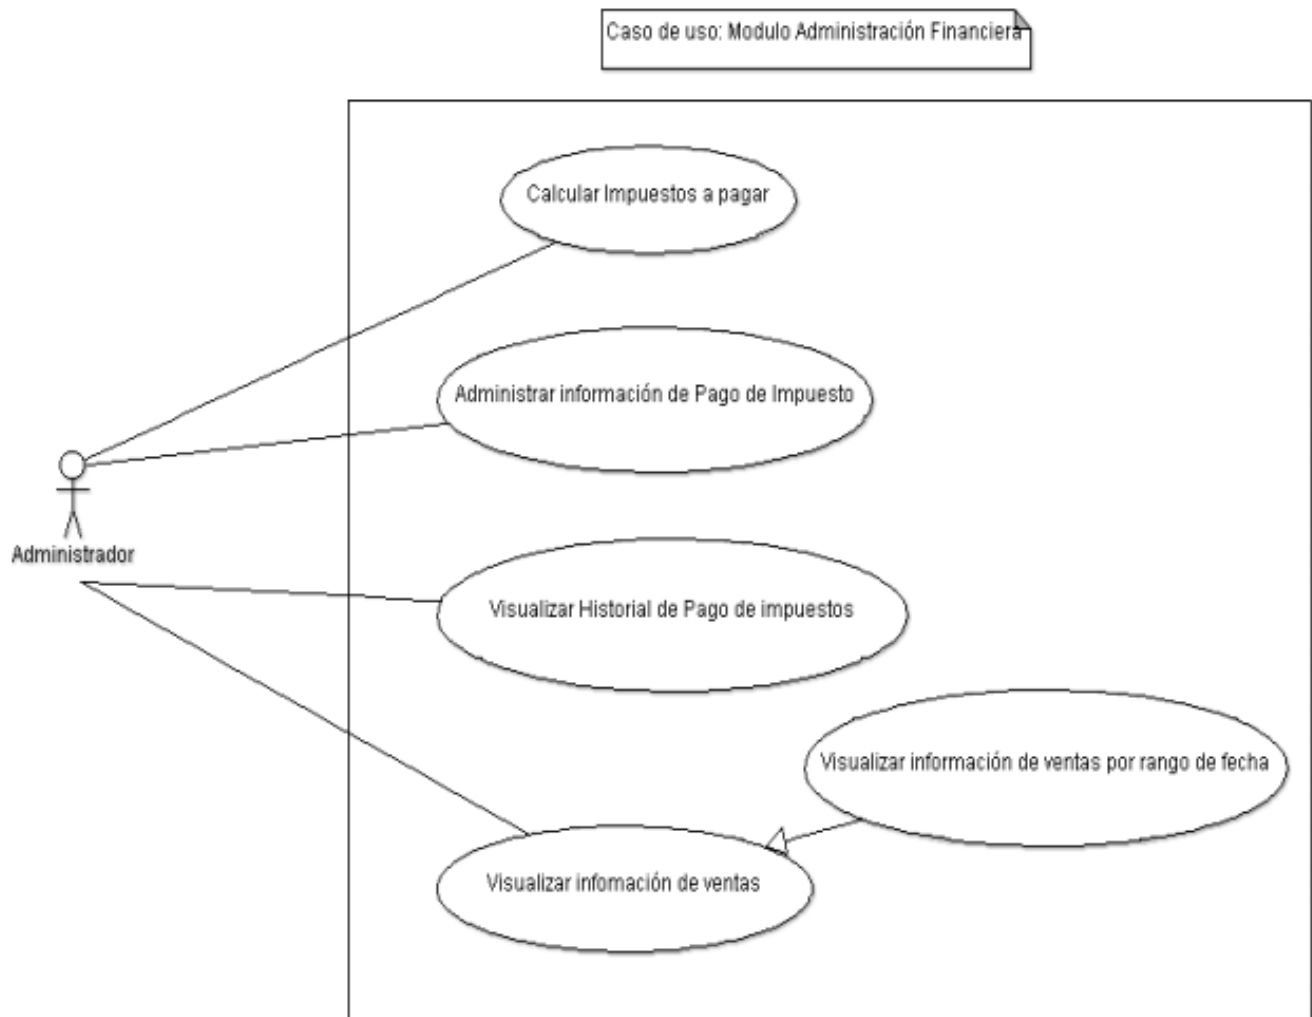 Caso de uso: Modulo Administración Financiera
Calcular Impuestos a pagar
Administrar información de Pago de Impuesto
Administrador
Visualizar Historial de Pago de impuestos
Visualizar información de ventas por rango de fecha
Visualizar infomación de ventas